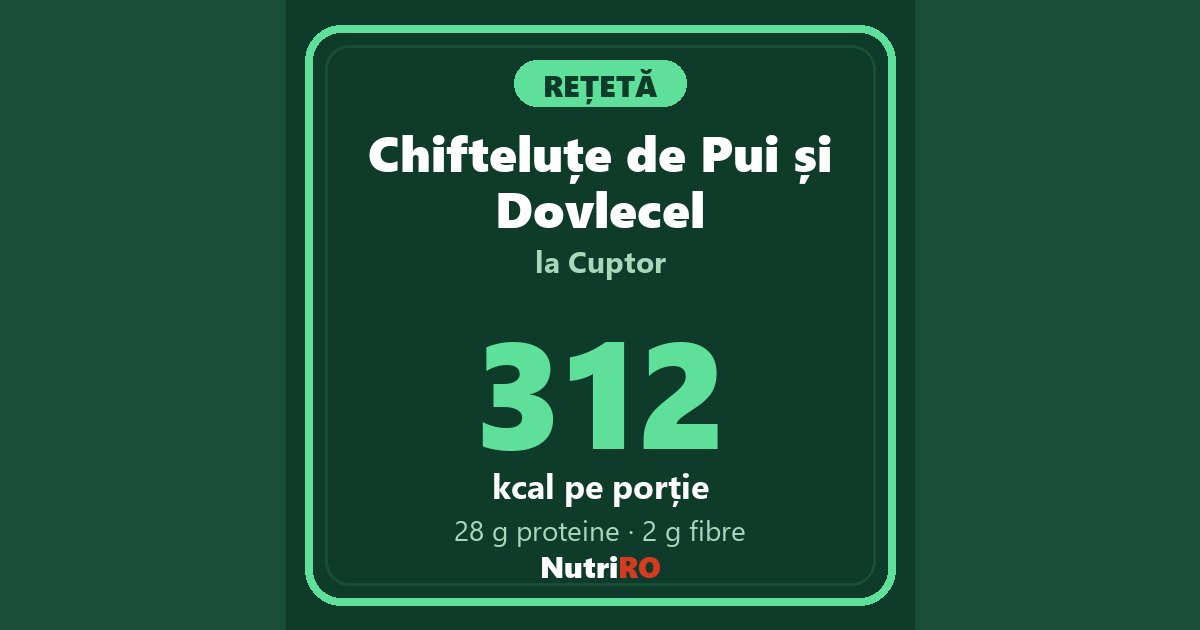 REȚETĂ
Chifteluțe de Pui și
Dovlecel
la Cuptor
312
kcal pe porție
28 g proteine · 2 g fibre
NutriRO